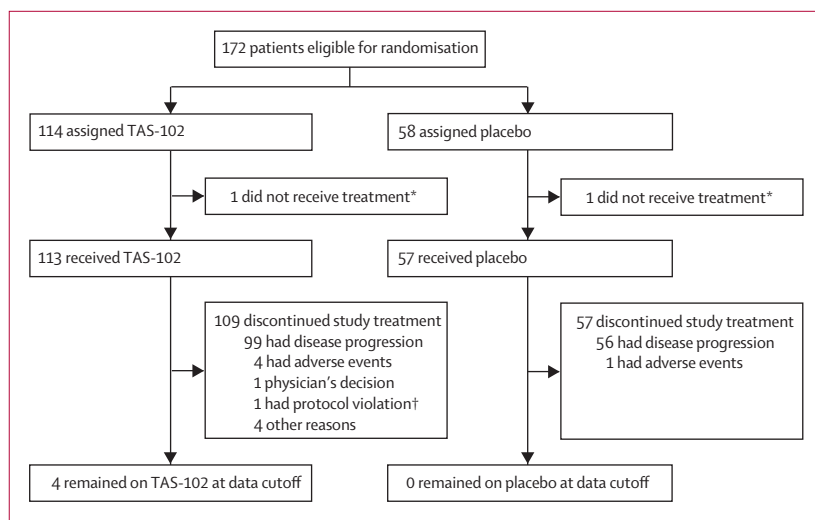 172 patients eligible for randomisation
114 assigned TAS-102
58 assigned placebo
1 did not receive treatment*
1 did not receive treatment*
113 received TAS-102
57 received placebo
109 discontinued study treatment
99 had disease progression
4 had adverse events
1 physician’s decision
1 had protocol violation†
4 other reasons
57 discontinued study treatment
56 had disease progression
1 had adverse events
4 remained on TAS-102 at data cutoff
0 remained on placebo at data cutoff